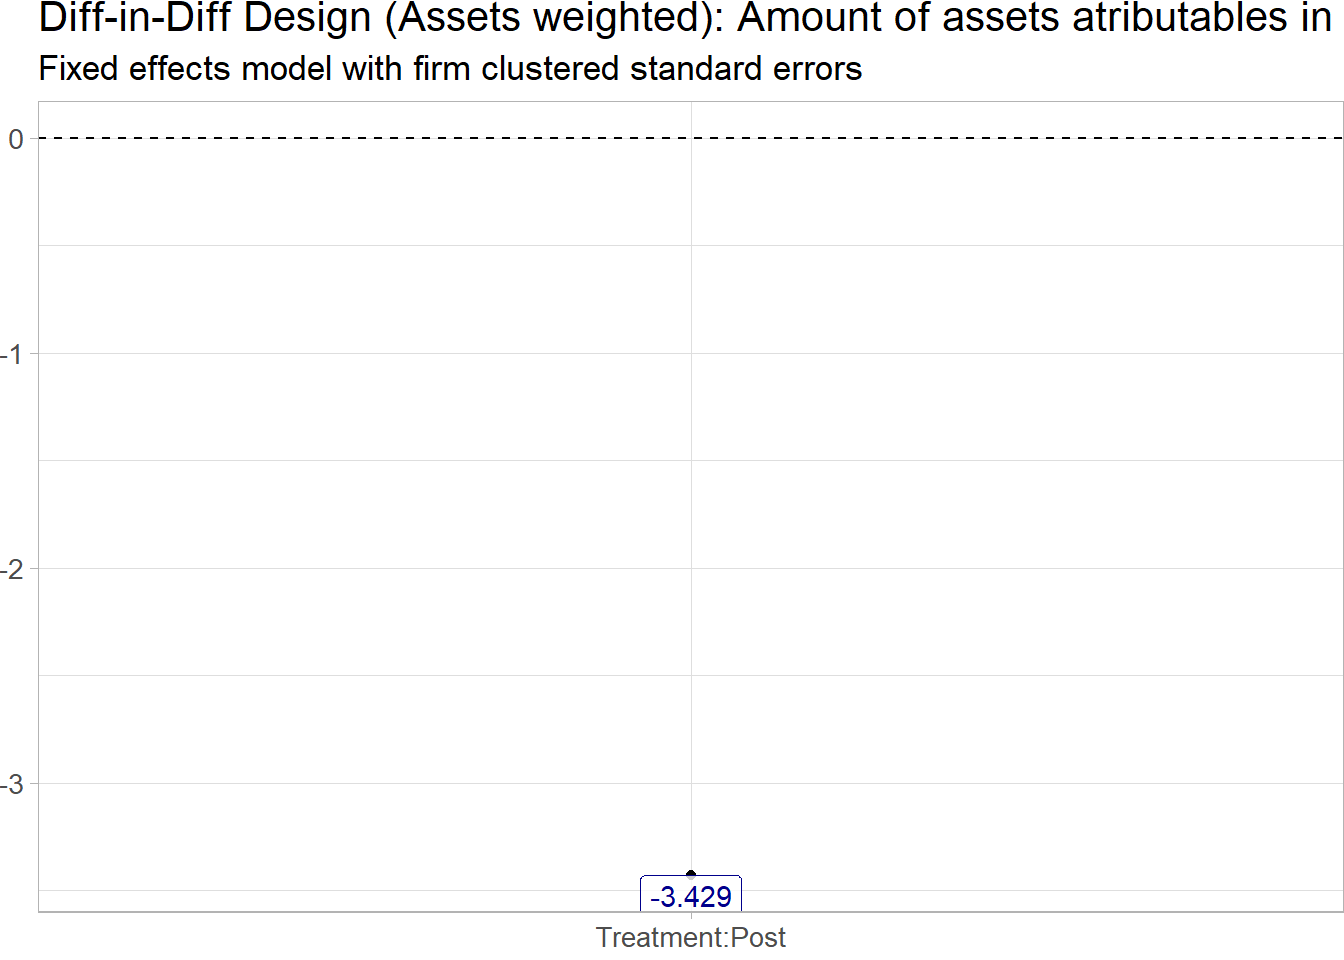 Diff-in-Diff Design (Assets weighted): Amount of assets atributables in
Fixed effects model with firm clustered standard errors
0
-1
-2
-3
-3.429
Treatment:Post